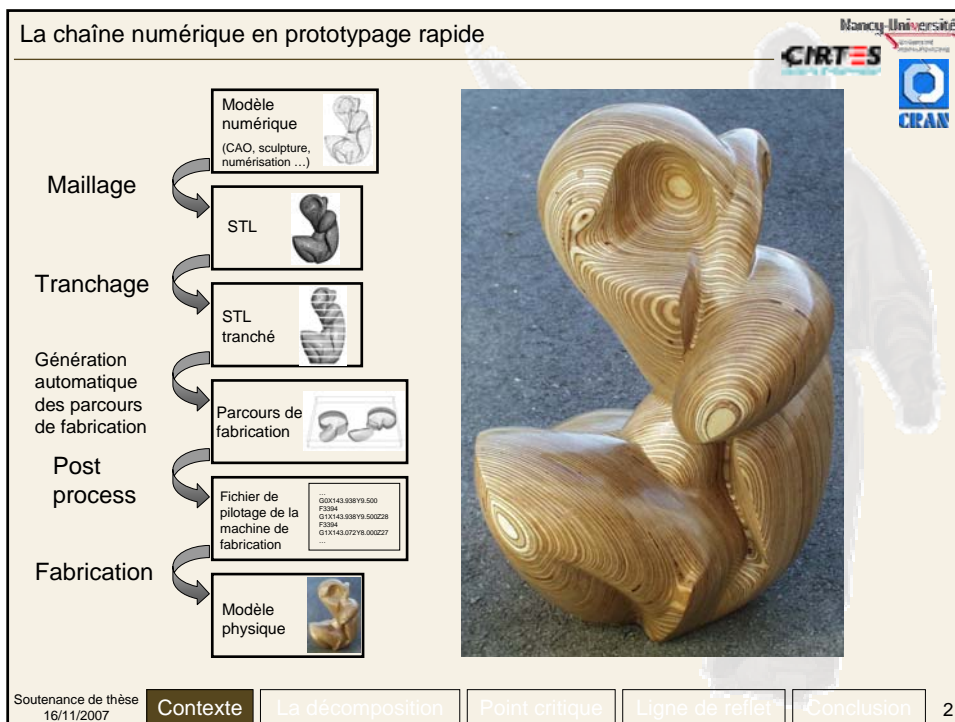 La chaîne numérique en prototypage rapide
Nancy-Université
CIRTES
CRAN
Modèle
numérique
(CAO, sculpture,
numérisation …)
Maillage
STL
Tranchage
STL
tranché
Génération
automatique
des parcours
de fabrication
Parcours de
fabrication
Post
process
Fichier de
pilotage de la
machine de
fabrication
...
G0X143.938Y9.500
F3394
G1X143.938Y9.500Z28
F3394
G1X143.072Y8.000Z27
...
Fabrication
Modèle
physique
Soutenance de thèse
16/11/2007
Contexte
La décomposition
Point critique
Ligne de reflet
Conclusion
2